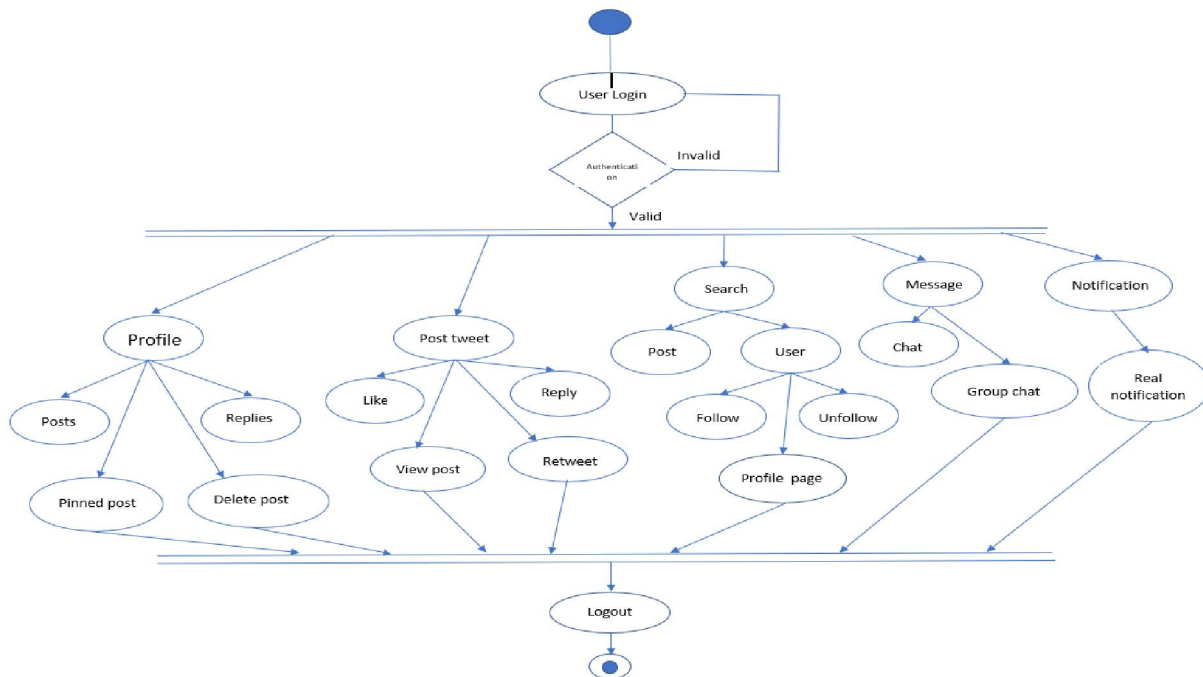 User Login
Authenticati
on
Invalid
Valid
Search
Message
Notification
Profile
Post tweet
Post
User
Chat
Real
notification
Group chat
Like
Reply
Posts
Replies
Follow
Unfollow
View post
Retweet
Profile page
Pinned post
Delete post
Logout